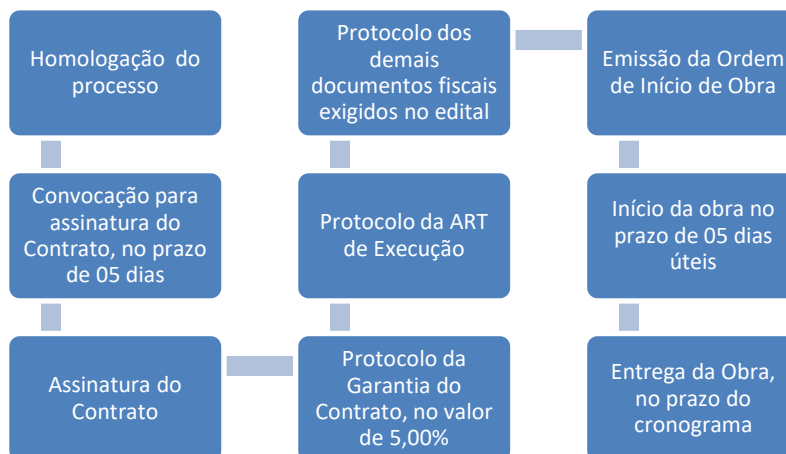 Homologação do
processo
Convocação para
assinatura do
Contrato, no prazo
de 05 dias
Assinatura do
Contrato
Protocolo da
Garantia do
Contrato, no valor
de 5,00%
Protocolo da ART
de Execução
Protocolo dos
demais
documentos fiscais
exigidos no edital
Emissão da Ordem
de Início de Obra
Início da obra no
prazo de 05 dias
úteis
Entrega da Obra,
no prazo do
cronograma